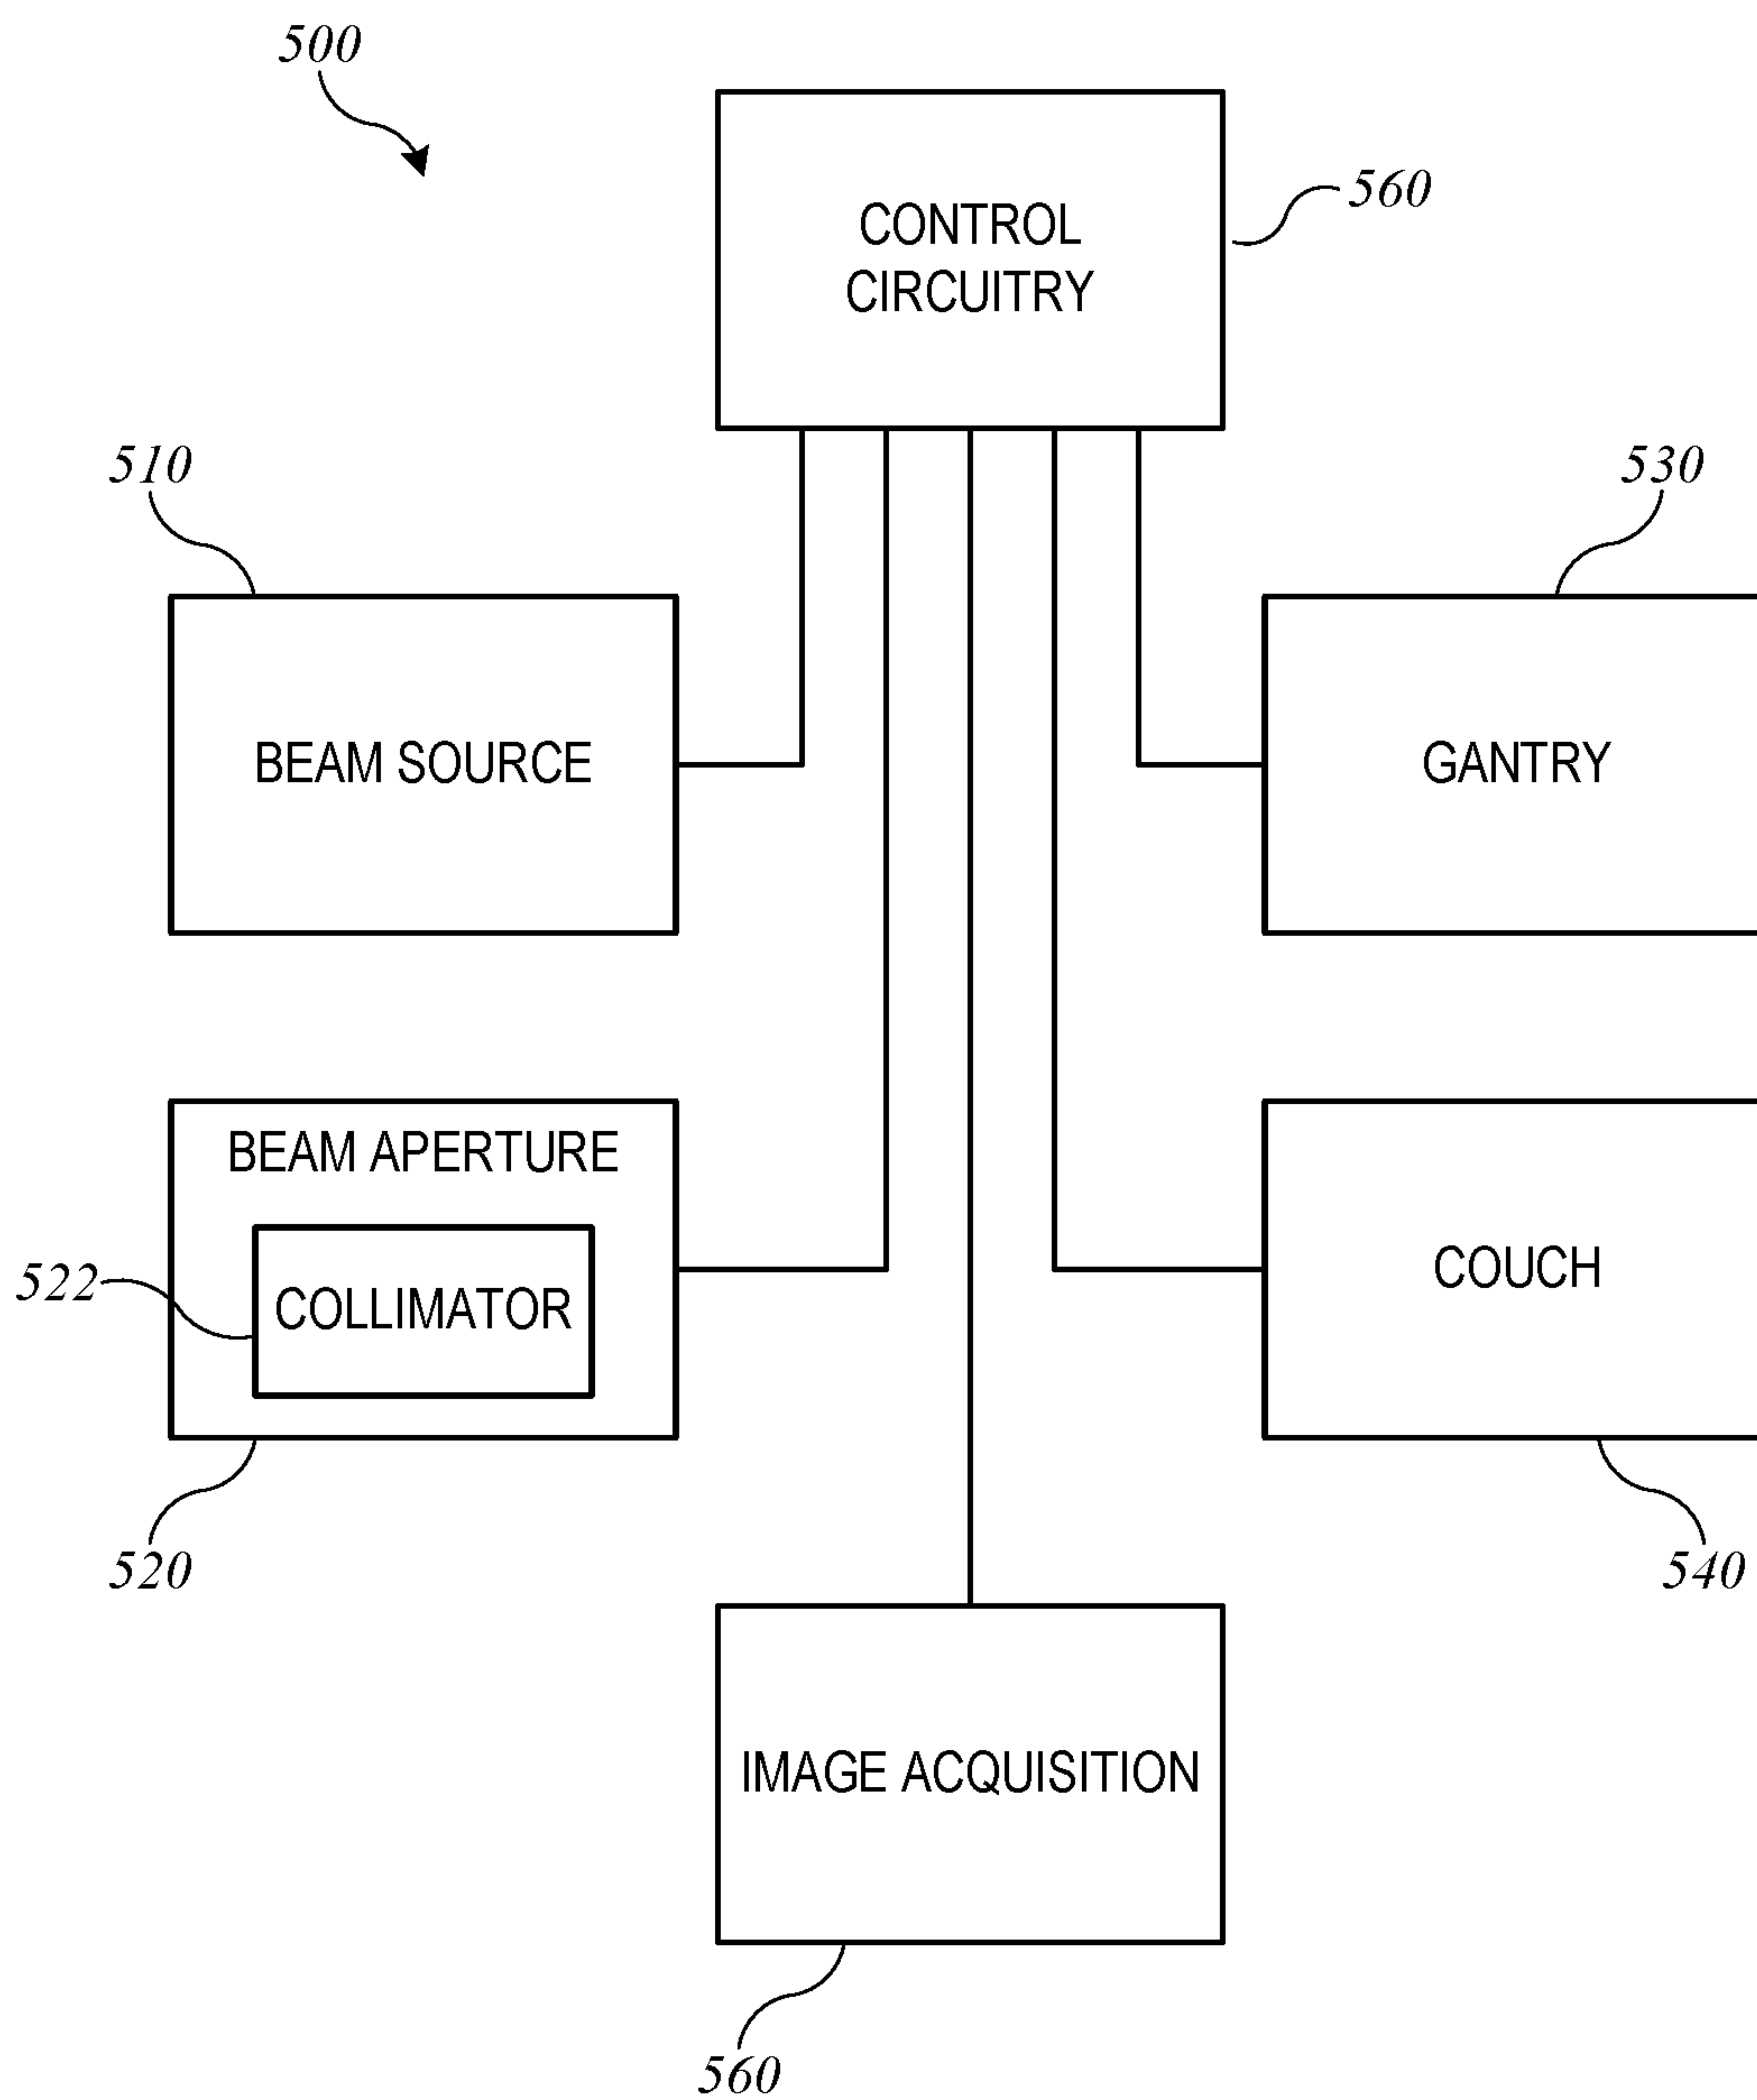 500
CONTROL
CIRCUITRY
560
510
530
BEAM SOURCE
GANTRY
BEAM APERTURE
522
COLLIMATOR
COUCH
520
540
IMAGE ACQUISITION
560